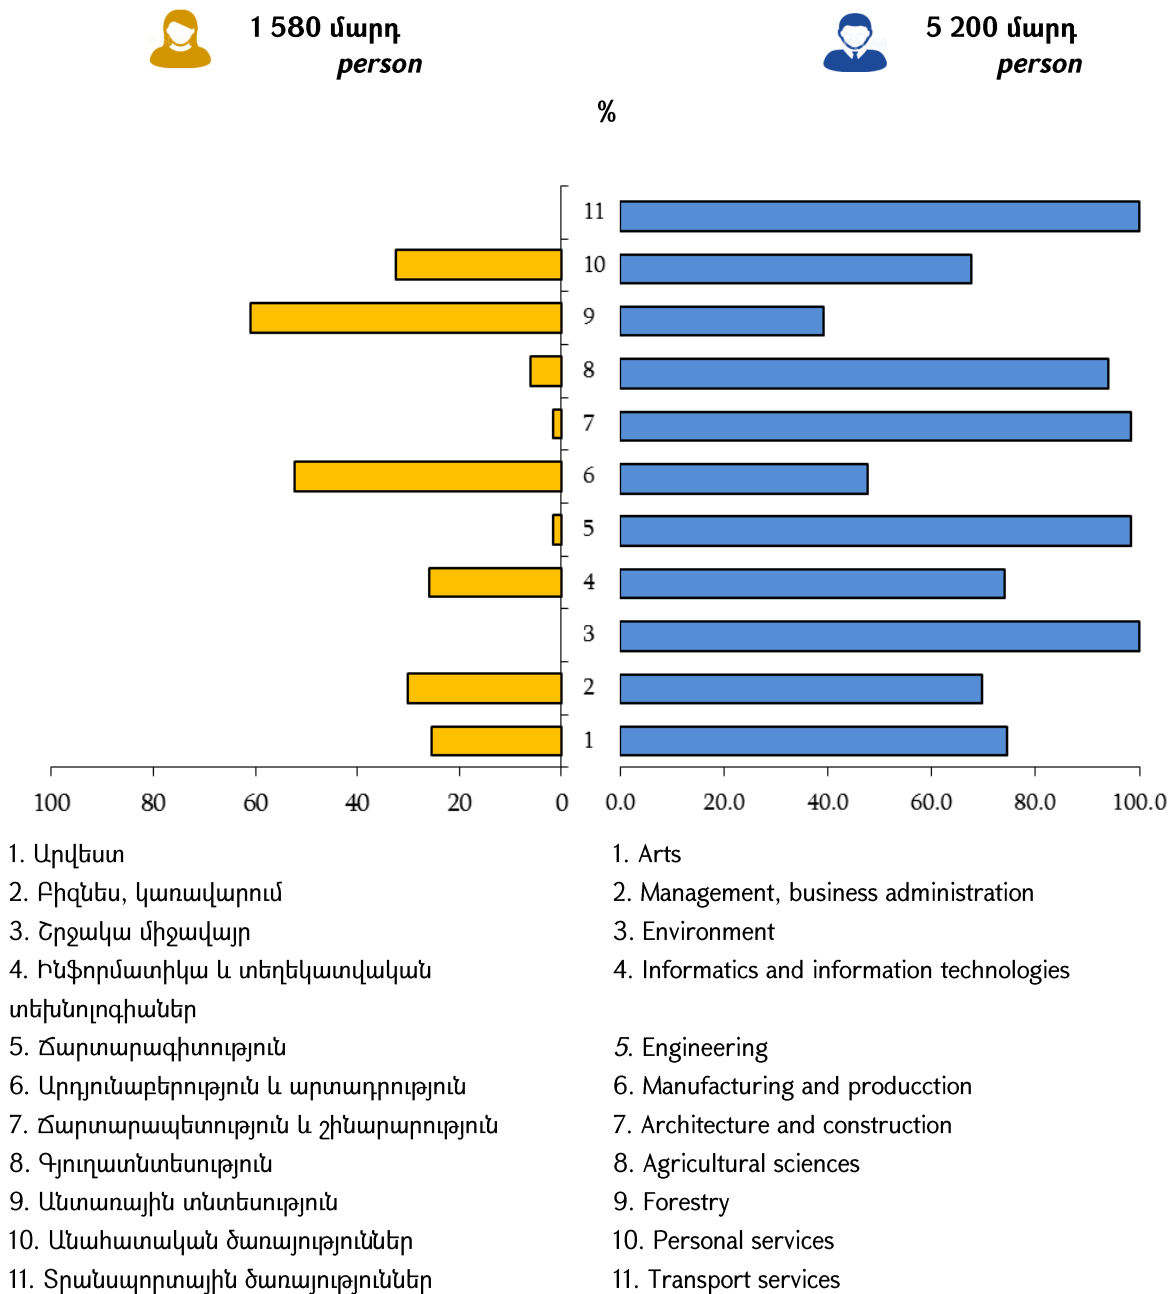 1 580 մարդ
person
5 200 մարդ
person
%
11
10
9
8
7
6
5
4
3
2
1
100 80 60 40 20 0
0.0 20.0 40.0 60.0 80.0 100.0
1. Արվեստ
2. Բիզնես, կառավարում
3. Շրջակա միջավայր
4. Ինֆորմատիկա և տեղեկատվական
տեխնոլոգիաներ
5. Ճարտարագիտություն
6. Արդյունաբերություն և արտադրություն
7. Ճարտարապետություն և շինարարություն
8. Գյուղատնտեսություն
9. Անտառային տնտեսություն
10. Անահատական ծառայություններ
11. Տրանսպորտային ծառայություններ
1. Arts
2. Management, business administration
3. Environment
4. Informatics and information technologies
5. Engineering
6. Manufacturing and producction
7. Architecture and construction
8. Agricultural sciences
9. Forestry
10. Personal services
11. Transport services